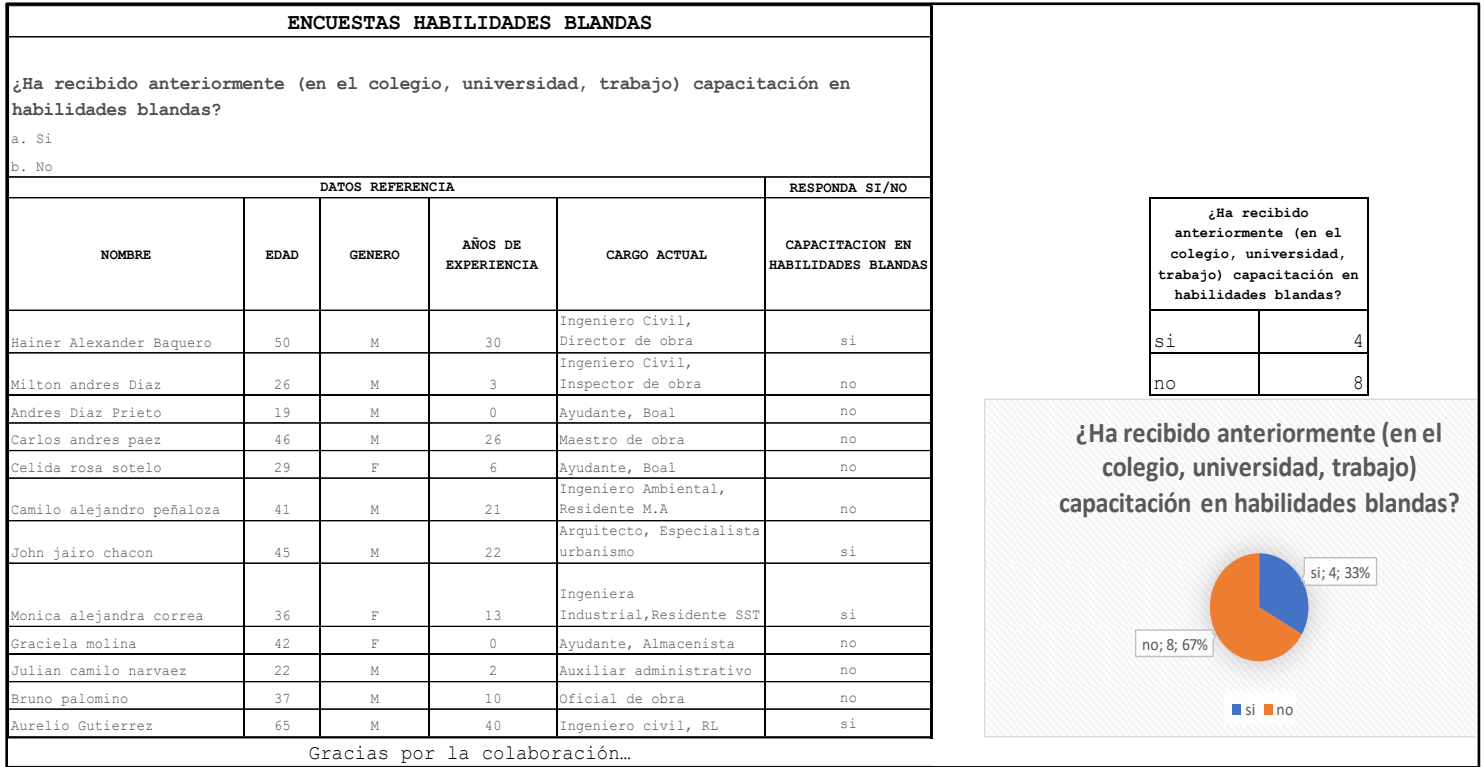 ENCUESTAS HABILIDADES BLANDAS
¿Ha recibido anteriormente (en el colegio, universidad, trabajo) capacitación en
habilidades blandas?
a. Si
b. No
DATOS REFERENCIA RESPONDA SI/NO
NOMBRE EDAD GENERO AÑOS DE EXPERIENCIA CARGO ACTUAL CAPACITACION EN HABILIDADES BLANDAS
Hainer Alexander Baquero 50 M 30 Ingeniero Civil, Director de obra si
Milton andres Diaz 26 M 3 Ingeniero Civil, Inspector de obra no
Andres Diaz Prieto 19 M 0 Ayudante, Boal no
Carlos andres paez 46 M 26 Maestro de obra no
Celida rosa sotelo 29 F 6 Ayudante, Boal no
Camilo alejandro peñaloza 41 M 21 Ingeniero Ambiental, Residente M.A no
John jairo chacon 45 M 22 Arquitecto, Especialista urbanismo si
Monica alejandra correa 36 F 13 Ingeniera Industrial,Residente SST si
Graciela molina 42 F 0 Ayudante, Almacenista no
Julian camilo narvaez 22 M 2 Auxiliar administrativo no
Bruno palomino 37 M 10 Oficial de obra no
Aurelio Gutierrez 65 M 40 Ingeniero civil, RL si
Gracias por la colaboración…
¿Ha recibido
anteriormente (en el
colegio, universidad,
trabajo) capacitación en
habilidades blandas?
si 4
no 8
¿Ha recibido anteriormente (en el
colegio, universidad, trabajo)
capacitación en habilidades blandas?
si; 4; 33%
no; 8; 67%
si no